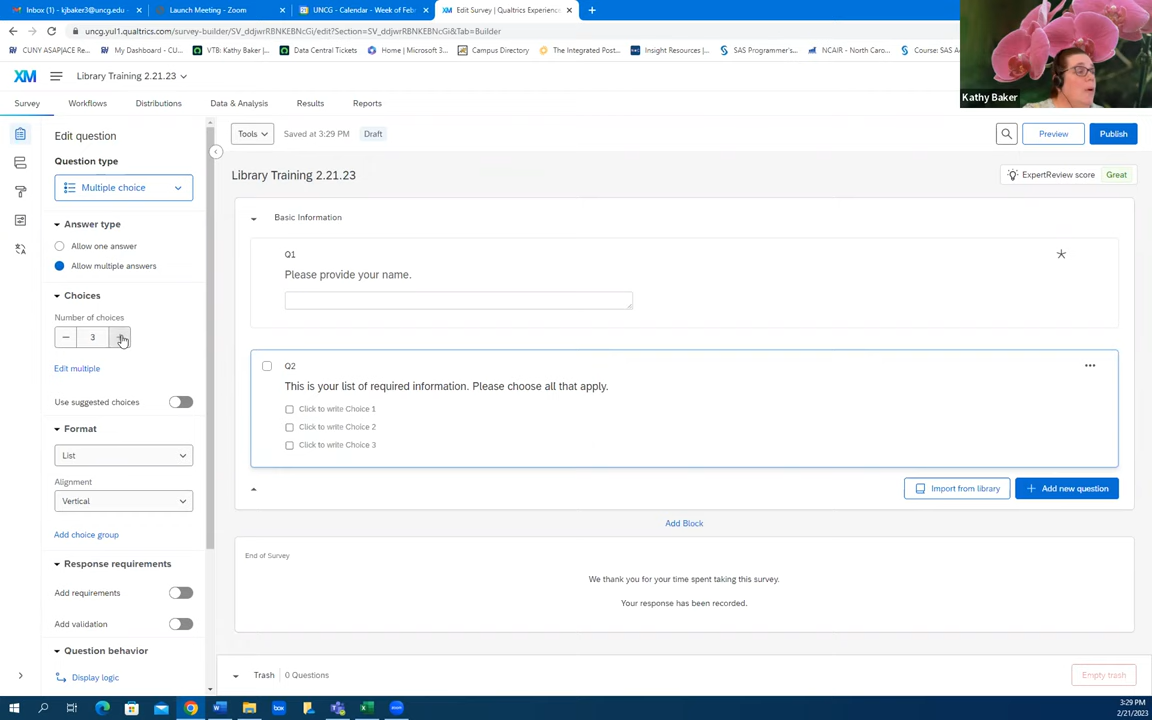 Inbox (1) - kjbaker3@uncg.edu -
Launch Meeting - Zoom
UNCG - Calendar - Week of Feb
Edit Survey | Qualtrics Experience
uncg.yul1.qualtrics.com/survey-builder/SV_ddjwrRBNKEBNcGi/edit?Section=SV_ddjwrRBNKEBNcGi&Tab=Builder
CUNY ASAP|ACE Re...
My Dashboard - CU...
VTB: Kathy Baker |...
Data Central Tickets
Home | Microsoft 3...
Campus Directory
The Integrated Post...
Insight Resources |...
SAS Programmer's...
NCAIR - North Caro...
Course: SAS
Kathy Baker
XM
Library Training 2.21.23
Survey
Workflows
Distributions
Data & Analysis
Results
Reports
Edit question
Question type
Multiple choice
Answer type
Allow one answer
Allow multiple answers
Choices
Number of choices
3
Edit multiple
Use suggested choices
Format
List
Alignment
Vertical
Add choice group
Response requirements
Add requirements
Add validation
Question behavior
Display logic
Tools
Saved at 3:29 PM
Draft
Preview
Publish
Library Training 2.21.23
ExpertReview score
Great
Basic Information
Q1
Please provide your name.
Q2
This is your list of required information. Please choose all that apply.
Click to write Choice 1
Click to write Choice 2
Click to write Choice 3
Import from library
Add new question
Add Block
End of Survey
We thank you for your time spent taking this survey.
Your response has been recorded.
Trash
0 Questions
Empty trash
3:29 PM
2/21/2023